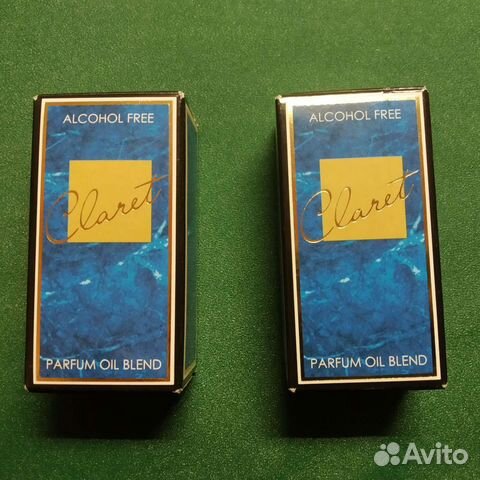 ALCOHOL FREE
Claret
PARFUM OIL BLEND
ALCOHOL FREE
Claret
PARFUM OIL BLEND
Avito